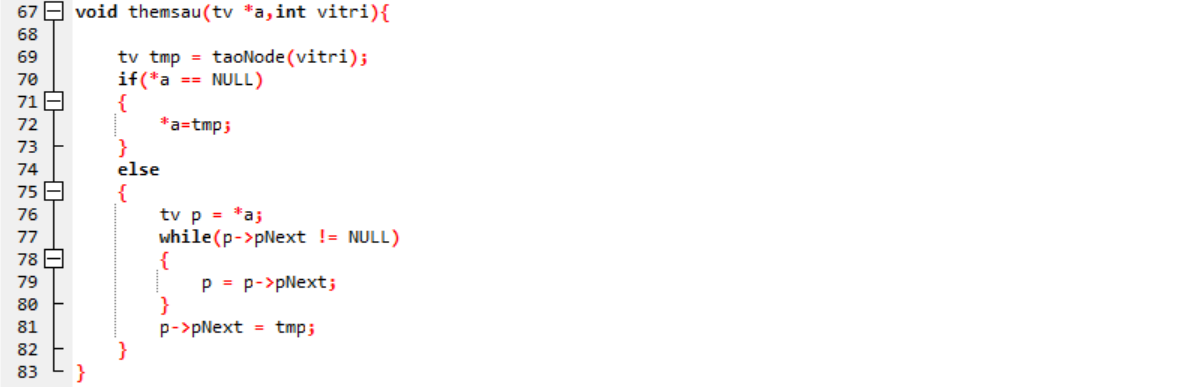 67 void themsau(tv *a,int vitri){
68
69 tv tmp = taoNode(vitri);
70 if(*a == NULL)
71 {
72 *a=tmp;
73 }
74 else
75 {
76 tv p = *a;
77 while(p->pNext != NULL)
78 {
79 p = p->pNext;
80 }
81 p->pNext = tmp;
82 }
83 }